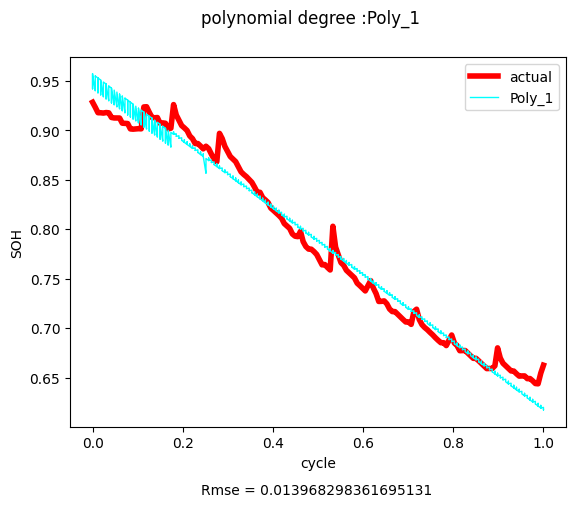 polynomial degree :Poly_1
actual
Poly_1
0.95
0.90
0.85
0.80
0.75
0.70
0.65
SOH
0.0
0.2
0.4
0.6
0.8
1.0
cycle
Rmse = 0.013968298361695131